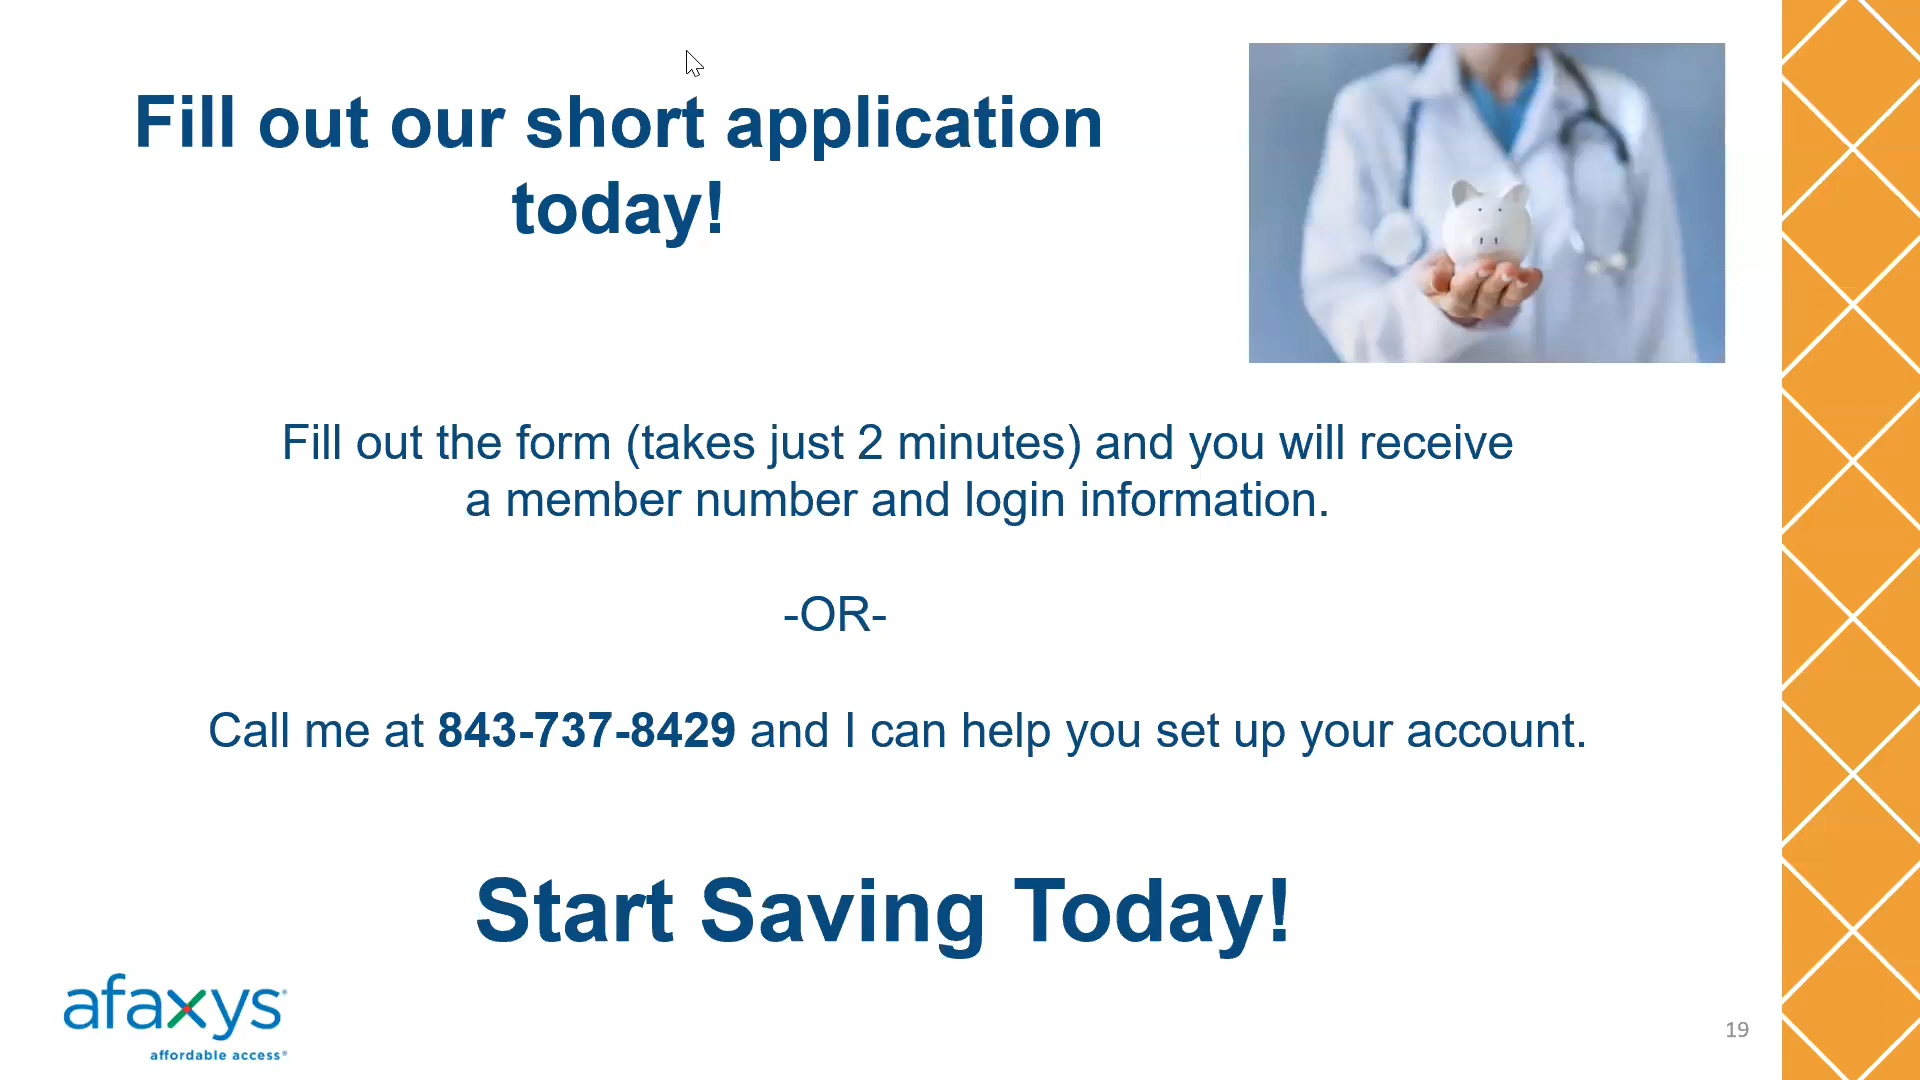 Fill out our short application
today!
Fill out the form (takes just 2 minutes) and you will receive
a member number and login information.
-OR-
Call me at 843-737-8429 and I can help you set up your account.
Start Saving Today!
afaxys®
affordable access®
19